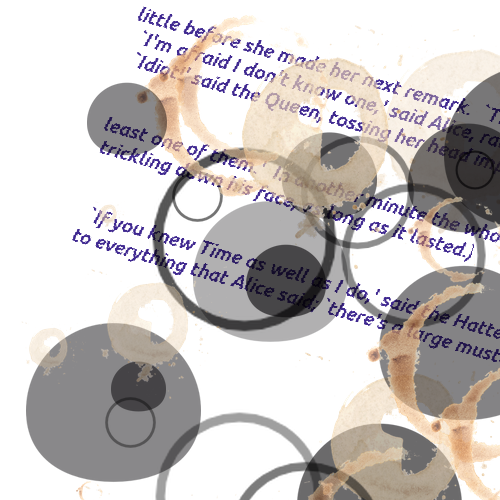 little before she made her next remark. `T
`I'm afraid I don't know one,' said Alice, ra
`Idiot!' said the Queen, tossing her head imp
least one of them. `In another minute the who
trickling down his face, as long as it lasted.)
`If you knew Time as well as I do,' said the Hatte
to everything that Alice said; `there's a large must